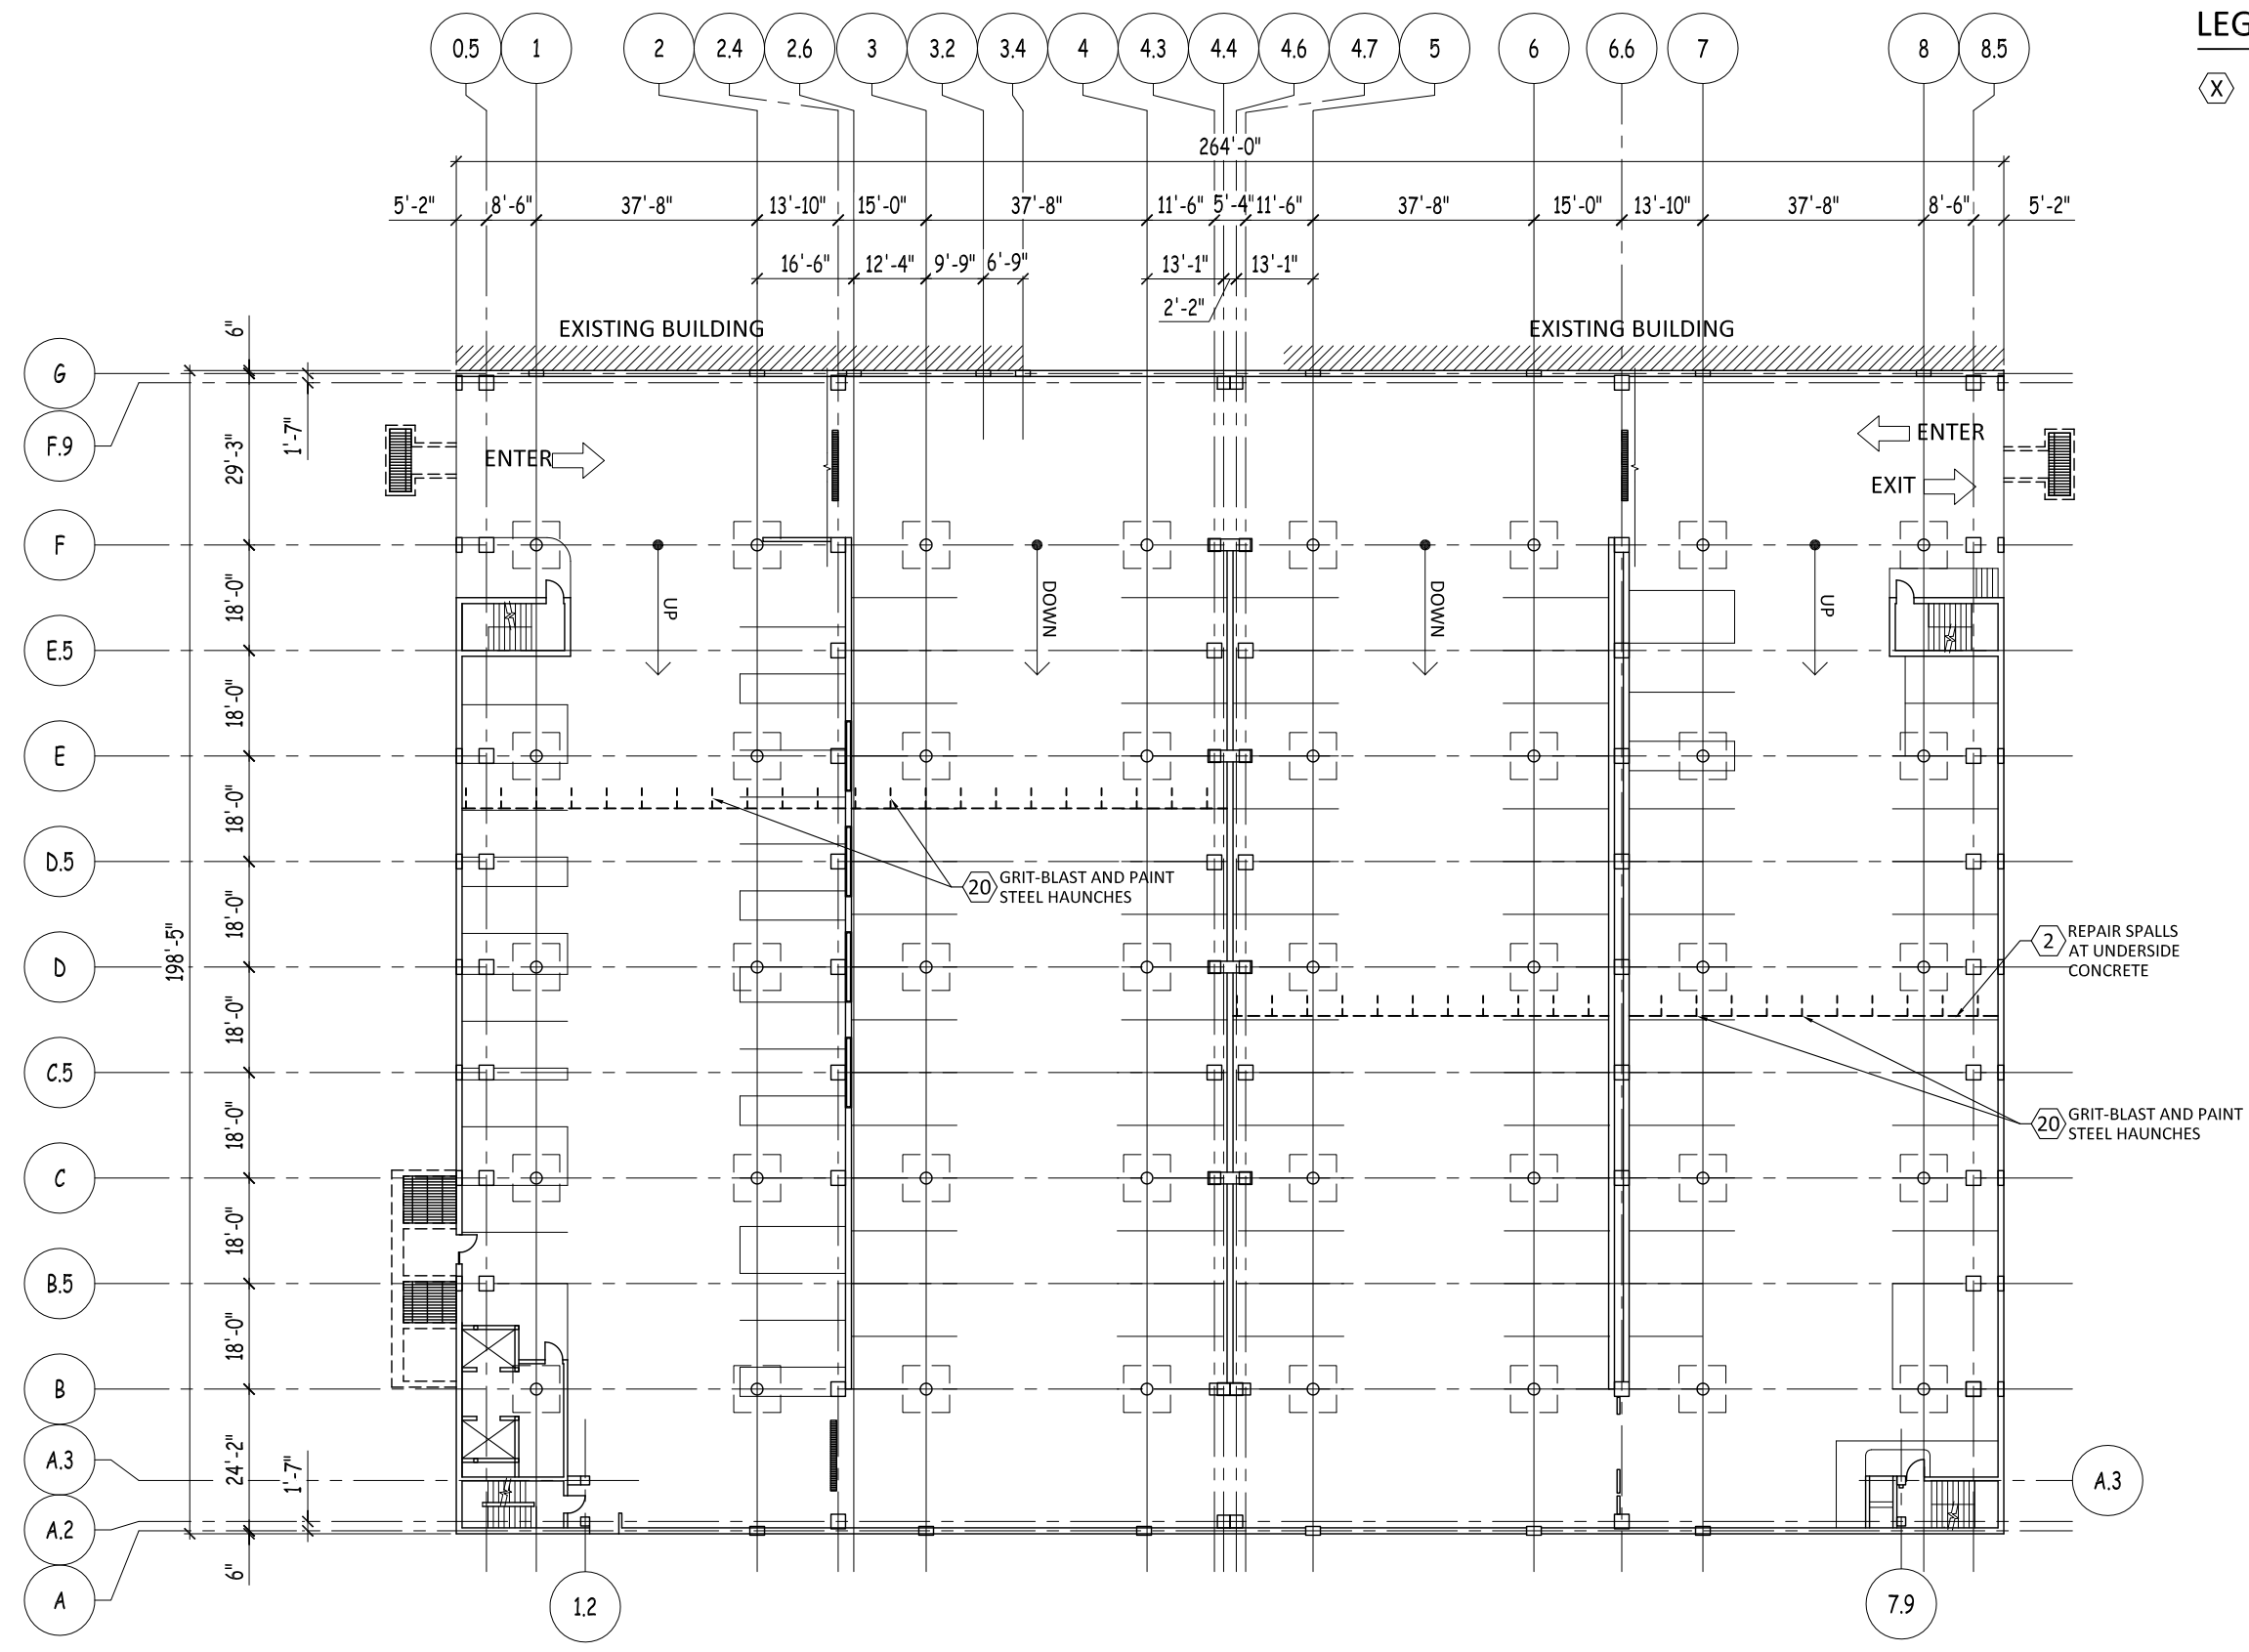 0.5 1 2 2.4 2.6 3 3.2 3.4 4 4.3 4.4 4.6 4.7 5 6 6.6 7 8 8.5
LEG
X
264'-0"
5'-2" 8'-6" 37'-8" 13'-10" 15'-0" 37'-8" 11'-6" 5'-4" 11'-6" 37'-8" 15'-0" 13'-10" 37'-8" 8'-6" 5'-2"
16'-6" 12'-4" 9'-9" 6'-9" 13'-1" 13'-1"
2'-2"
EXISTING BUILDING EXISTING BUILDING
6"
G
F.9
1'-7"
29'-3"
ENTER
ENTER
EXIT
F
18'-0"
UP
DOWN
DOWN
UP
E.5
18'-0"
E
18'-0"
D.5
20 GRIT-BLAST AND PAINT
STEEL HAUNCHES
18'-0"
198'-5"
2 REPAIR SPALLS
AT UNDERSIDE
CONCRETE
D
18'-0"
C.5
18'-0"
20 GRIT-BLAST AND PAINT
STEEL HAUNCHES
C
18'-0"
B.5
18'-0"
B
24'-2"
A.3
1'-7"
A.3
A.2
6"
A
1.2
7.9